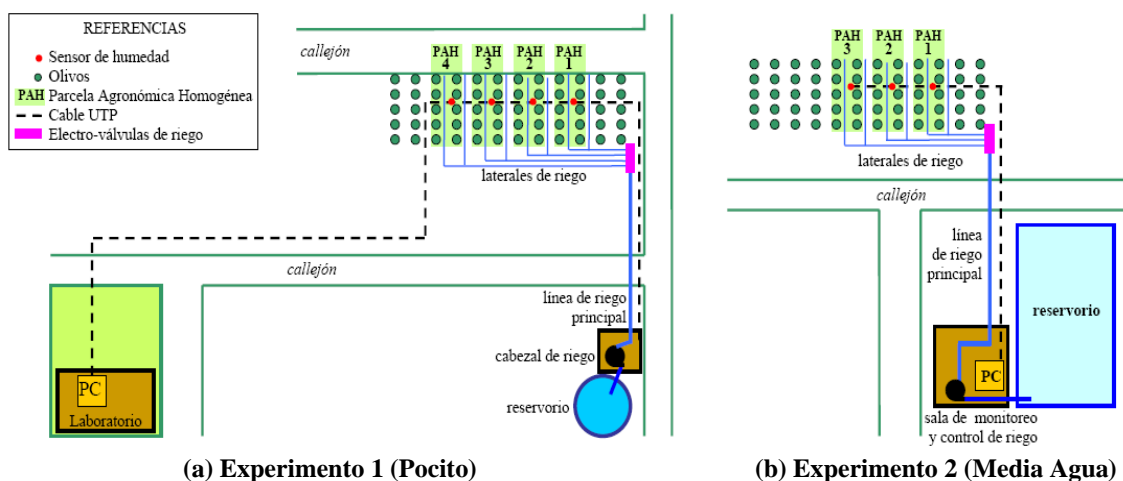 REFERENCIAS
Sensor de humedad
Olivos
PAH Parcela Agronómica Homogénea
Cable UTP
Electro-válvulas de riego
callejón
PAH 4
PAH 3
PAH 2
PAH 1
laterales de riego
callejón
línea de riego
principal
cabezal de riego
reservorio
PC
Laboratorio
(a) Experimento 1 (Pocito)
PAH 3
PAH 2
PAH 1
laterales de riego
callejón
línea
de riego
principal
reservorio
PC
sala de monitoreo
y control de riego
(b) Experimento 2 (Media Agua)